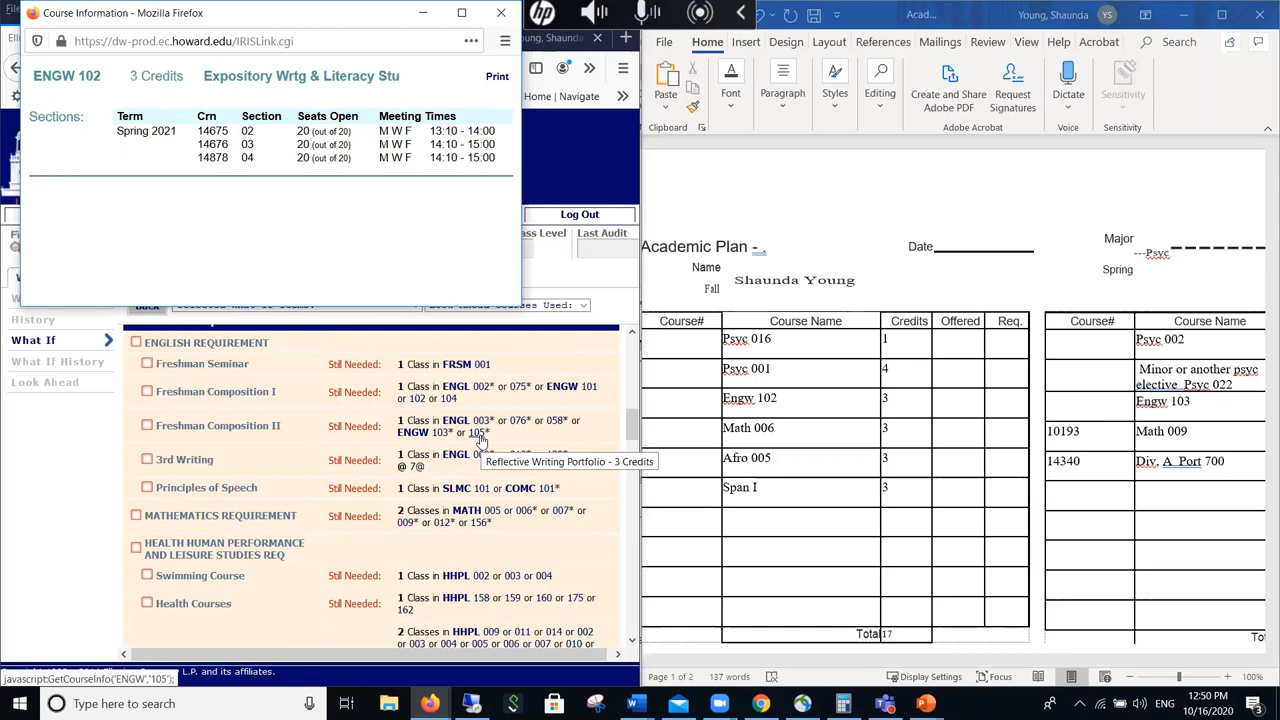 Course Information - Mozilla Firefox
https://dw-prod.ec.howard.edu/IRISLink.cgi
ENGW 102 3 Credits Expository Wrtg & Literacy Stu Print
Sections: Term Crn Section Seats Open Meeting Times
Spring 2021 14675 02 20 (out of 20) M W F 13:10 - 14:00
14676 03 20 (out of 20) M W F 14:10 - 15:00
14878 04 20 (out of 20) M W F 14:10 - 15:00
Home | Navigate
Log Out
ass Level Last Audit
History
What If
What If History
Look Ahead
ENGLISH REQUIREMENT
Freshman Seminar Still Needed: 1 Class in FRSM 001
Freshman Composition I Still Needed: 1 Class in ENGL 002* or 075* or ENGW 101
or 102 or 104
Freshman Composition II Still Needed: 1 Class in ENGL 003* or 076* or 058* or
ENGW 103* or 105*
3rd Writing Still Needed: 1 Class in ENGL
@ 7@
Reflective Writing Portfolio - 3 Credits
Principles of Speech Still Needed: 1 Class in SLMC 101 or COMC 101*
MATHEMATICS REQUIREMENT Still Needed: 2 Classes in MATH 005 or 006* or 007* or
009* or 012* or 156*
HEALTH HUMAN PERFORMANCE
AND LEISURE STUDIES REQ
Swimming Course Still Needed: 1 Class in HHPL 002 or 003 or 004
Health Courses Still Needed: 1 Class in HHPL 158 or 159 or 160 or 175 or
162
2 Classes in HHPL 009 or 011 or 014 or 002
or 003 or 004 or 005 or 006 or 007 or 010 or
L.P. and its affiliates.
javascript:GetCourseInfo('ENGW','105');
hp
Young, Shaunda
Acad...
Young, Shaunda YS
File Home Insert Design Layout References Mailings Review View Help Acrobat Search
Paste Font Paragraph Styles Editing Create and Share
Adobe PDF Request
Signatures Dictate Sensitivity
Clipboard Adobe Acrobat Voice Sensitivity
Academic Plan - . Date Major
---Psyc
Name Shaunda Young Spring
Fall
Course# Course Name Credits Offered Req. Course# Course Name
Psyc 016 1 Psyc 002
Psyc 001 4 Minor or another psyc
elective Psyc 022
Engw 102 3 Engw 103
Math 006 3 10193 Math 009
Afro 005 3 14340 Div, A Port 700
Span I 3
Total 17
Page 1 of 2 137 words Display Settings Focus 100%
Type here to search
ENG 12:50 PM
10/16/2020